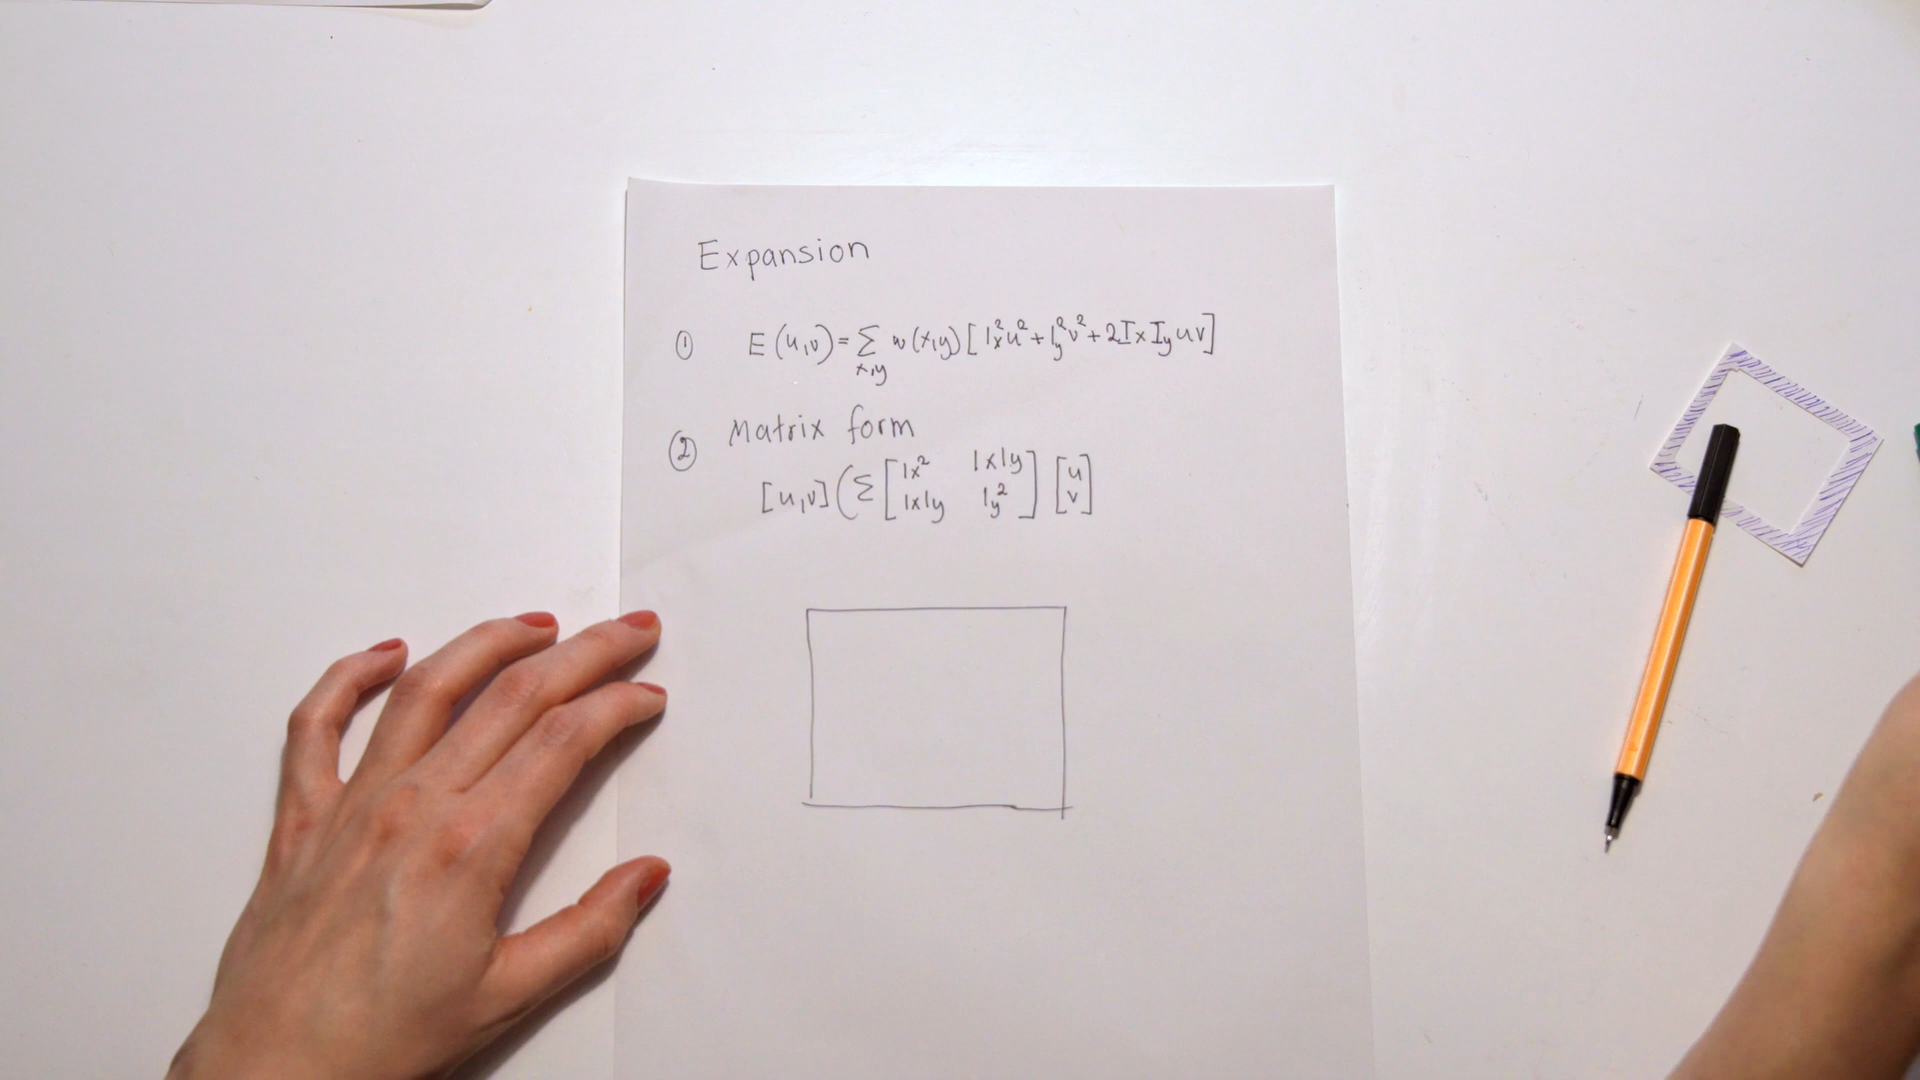 Expansion
① E(u,v)=∑ w(x,y)[Ix²u²+Iy²v²+2IxIyuv]
x,y
② Matrix form
[u,v](Σ[Ix² IxIy] [u]
[IxIy Iy²] [v]